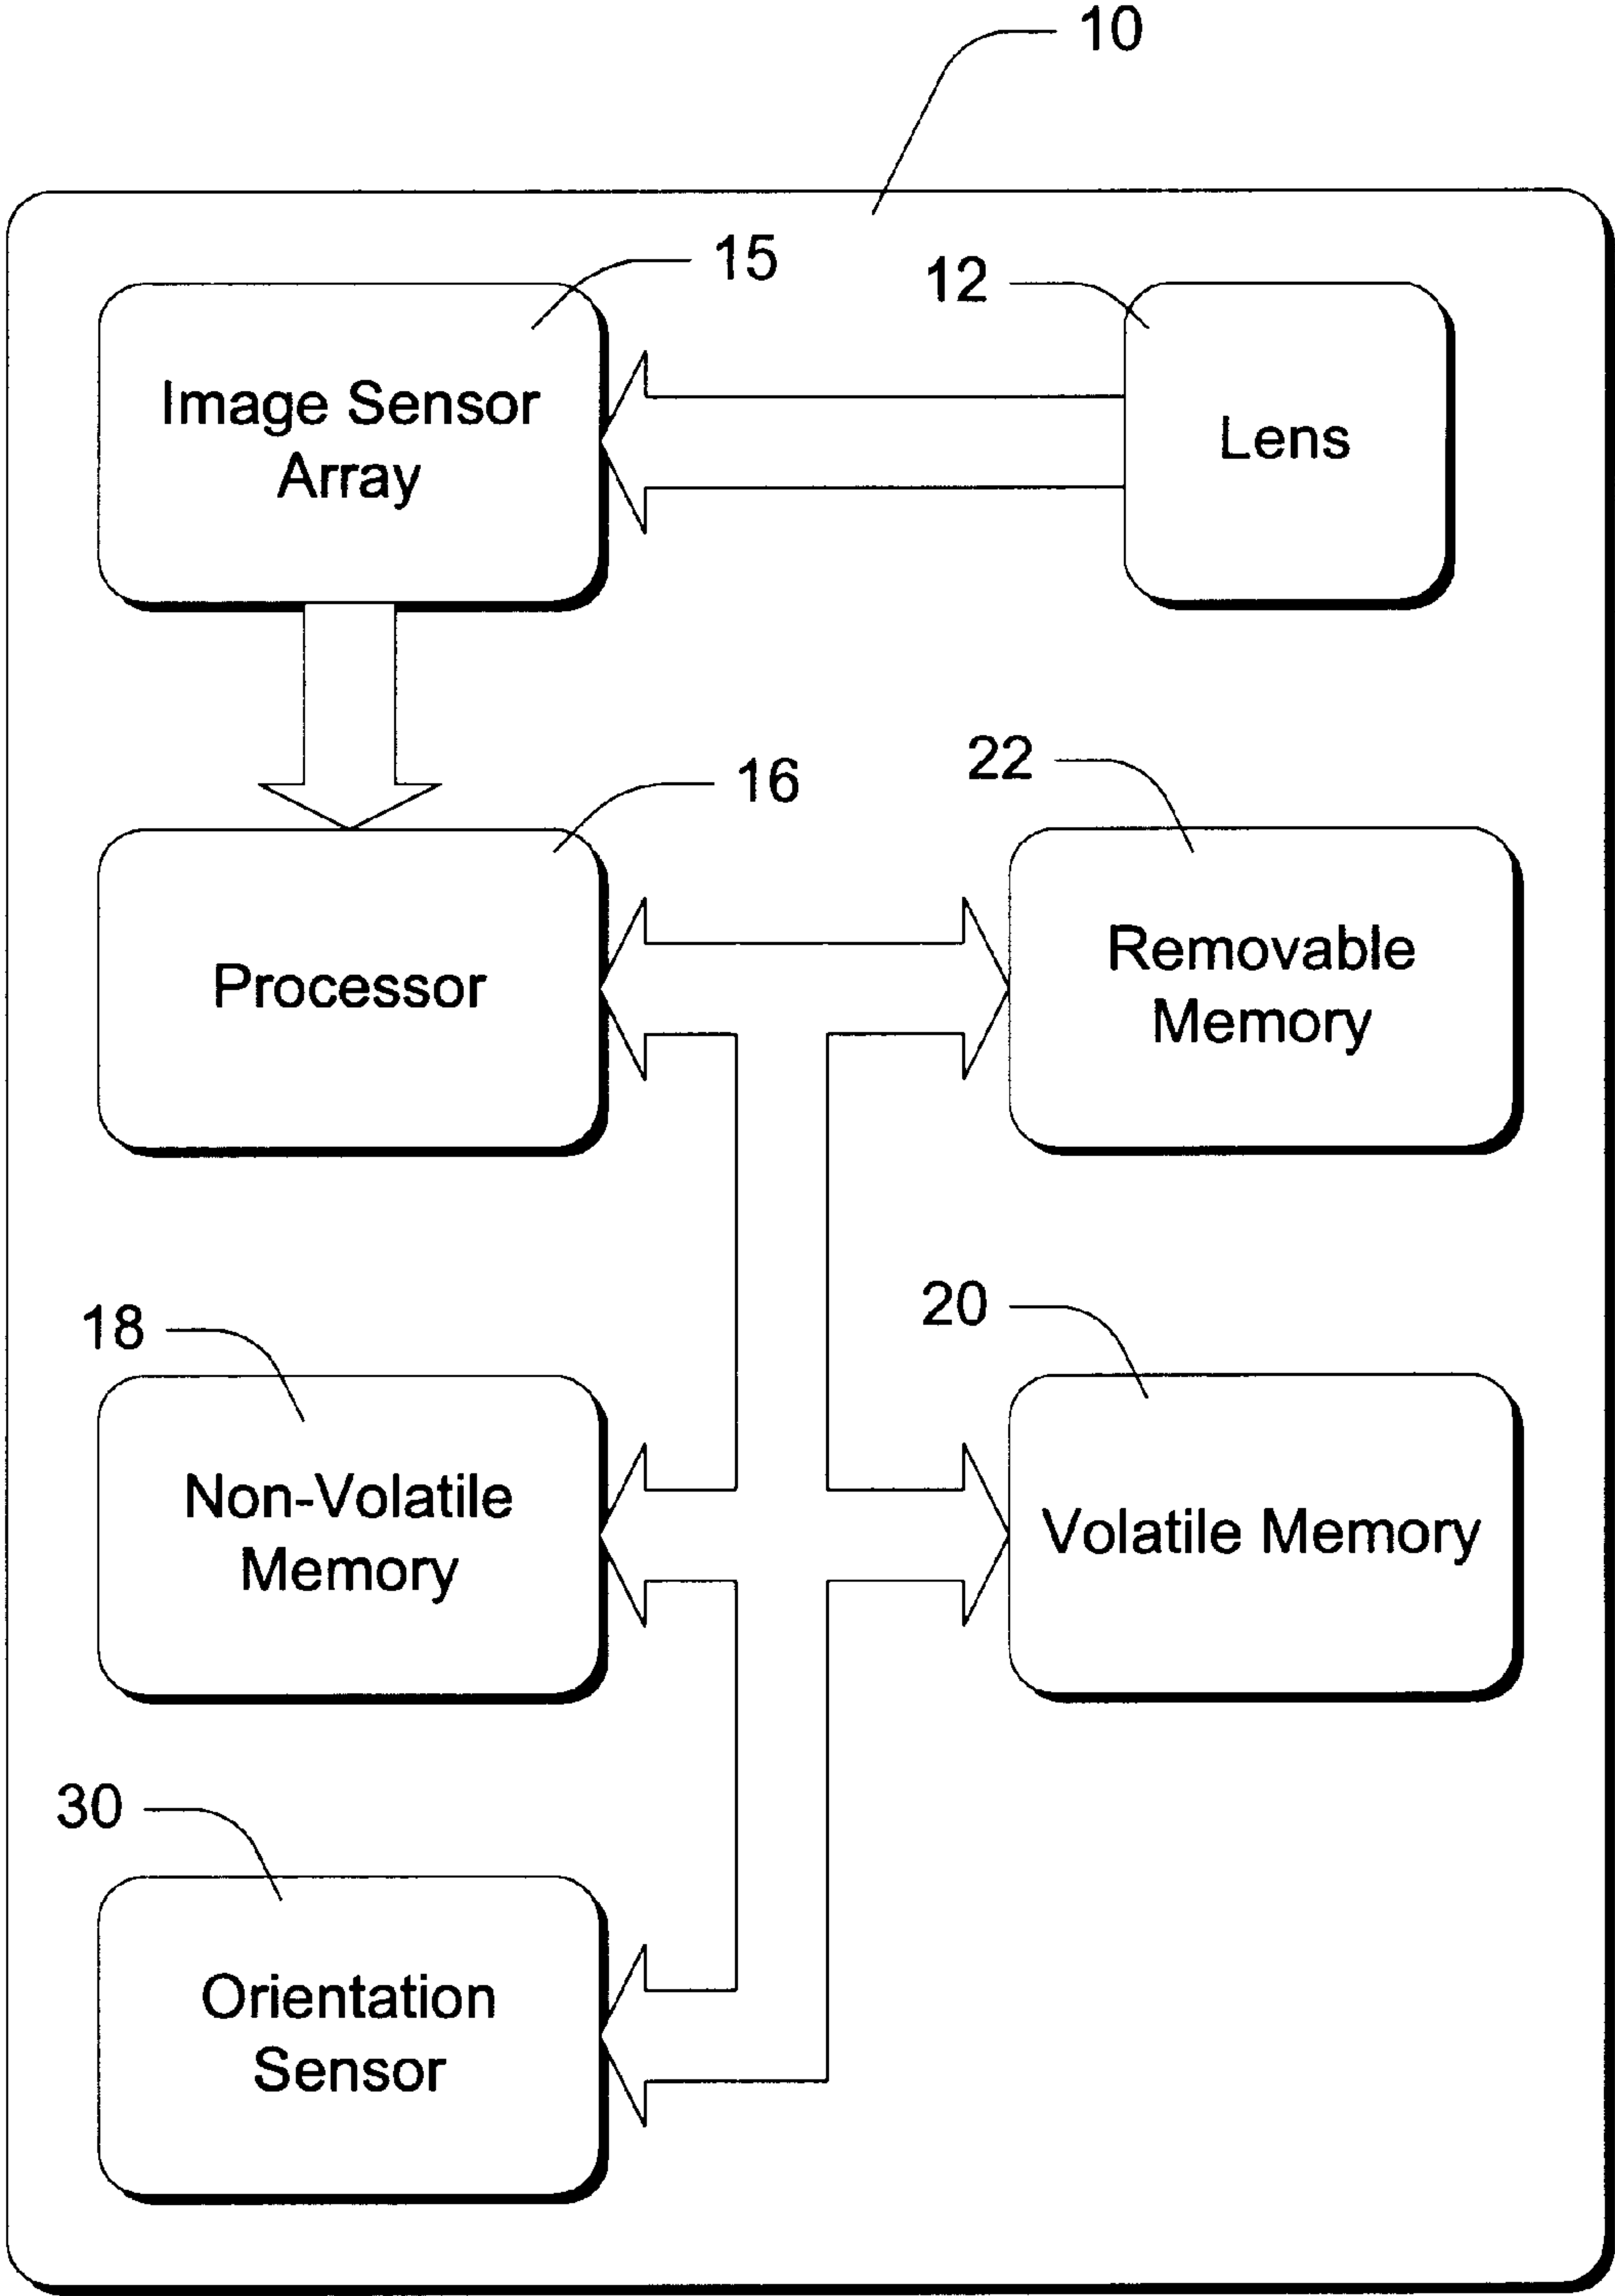 10
15
12
Image Sensor
Array
Lens
16
22
Processor
Removable
Memory
18
20
Non-Volatile
Memory
Volatile Memory
30
Orientation
Sensor